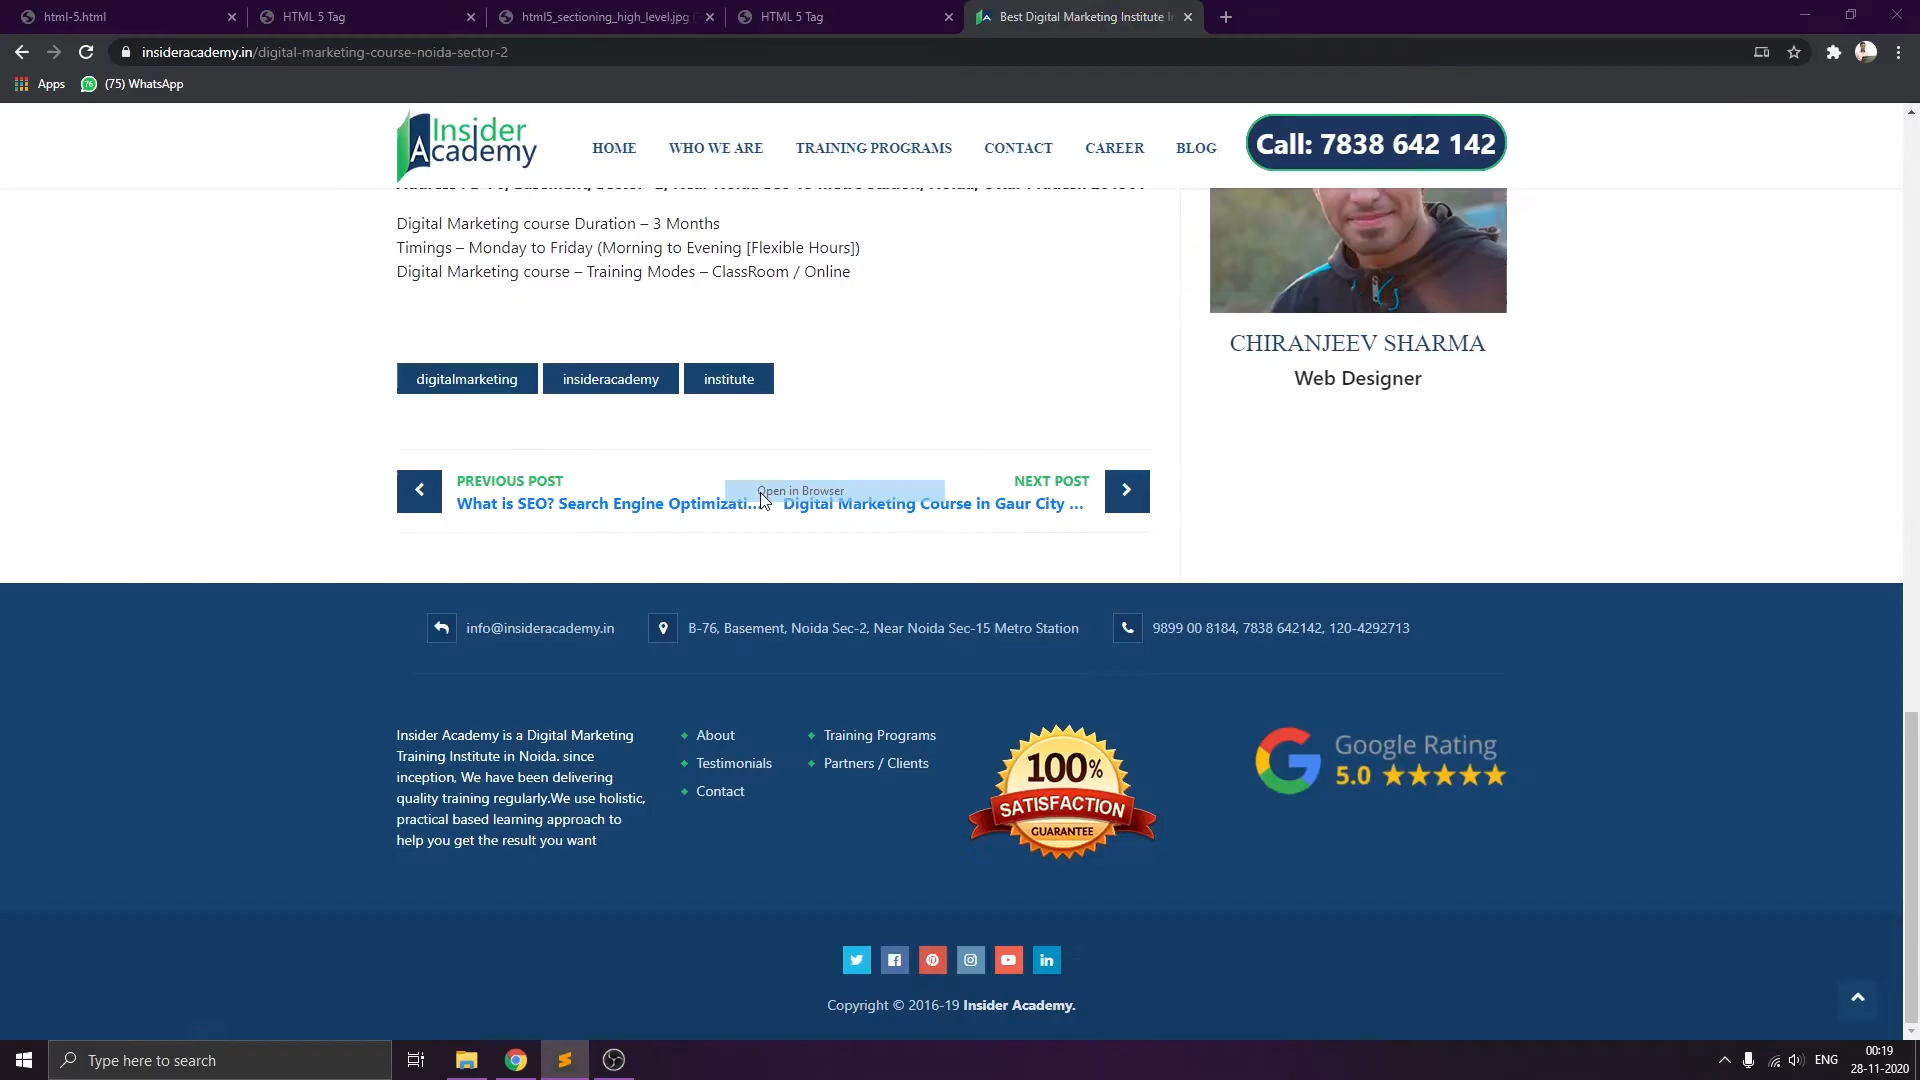 html-5.html
HTML 5 Tag
html5_sectioning_high_level.jpg
HTML 5 Tag
Best Digital Marketing Institute I
insideracademy.in/digital-marketing-course-noida-sector-2
Apps
(75) WhatsApp
Insider
Academy
HOME
WHO WE ARE
TRAINING PROGRAMS
CONTACT
CAREER
BLOG
Call: 7838 642 142
Digital Marketing course Duration – 3 Months
Timings – Monday to Friday (Morning to Evening [Flexible Hours])
Digital Marketing course – Training Modes – ClassRoom / Online
CHIRANJEEV SHARMA
Web Designer
digitalmarketing
insideracademy
institute
PREVIOUS POST
What is SEO? Search Engine Optimizati...
Open in Browser
NEXT POST
Digital Marketing Course in Gaur City ...
info@insideracademy.in
B-76, Basement, Noida Sec-2, Near Noida Sec-15 Metro Station
9899 00 8184, 7838 642142, 120-4292713
Insider Academy is a Digital Marketing
Training Institute in Noida. since
inception, We have been delivering
quality training regularly.We use holistic,
practical based learning approach to
help you get the result you want
About
Testimonials
Contact
Training Programs
Partners / Clients
100%
SATISFACTION
GUARANTEE
Google Rating
5.0
Copyright © 2016-19 Insider Academy.
Type here to search
ENG
00:19
28-11-2020